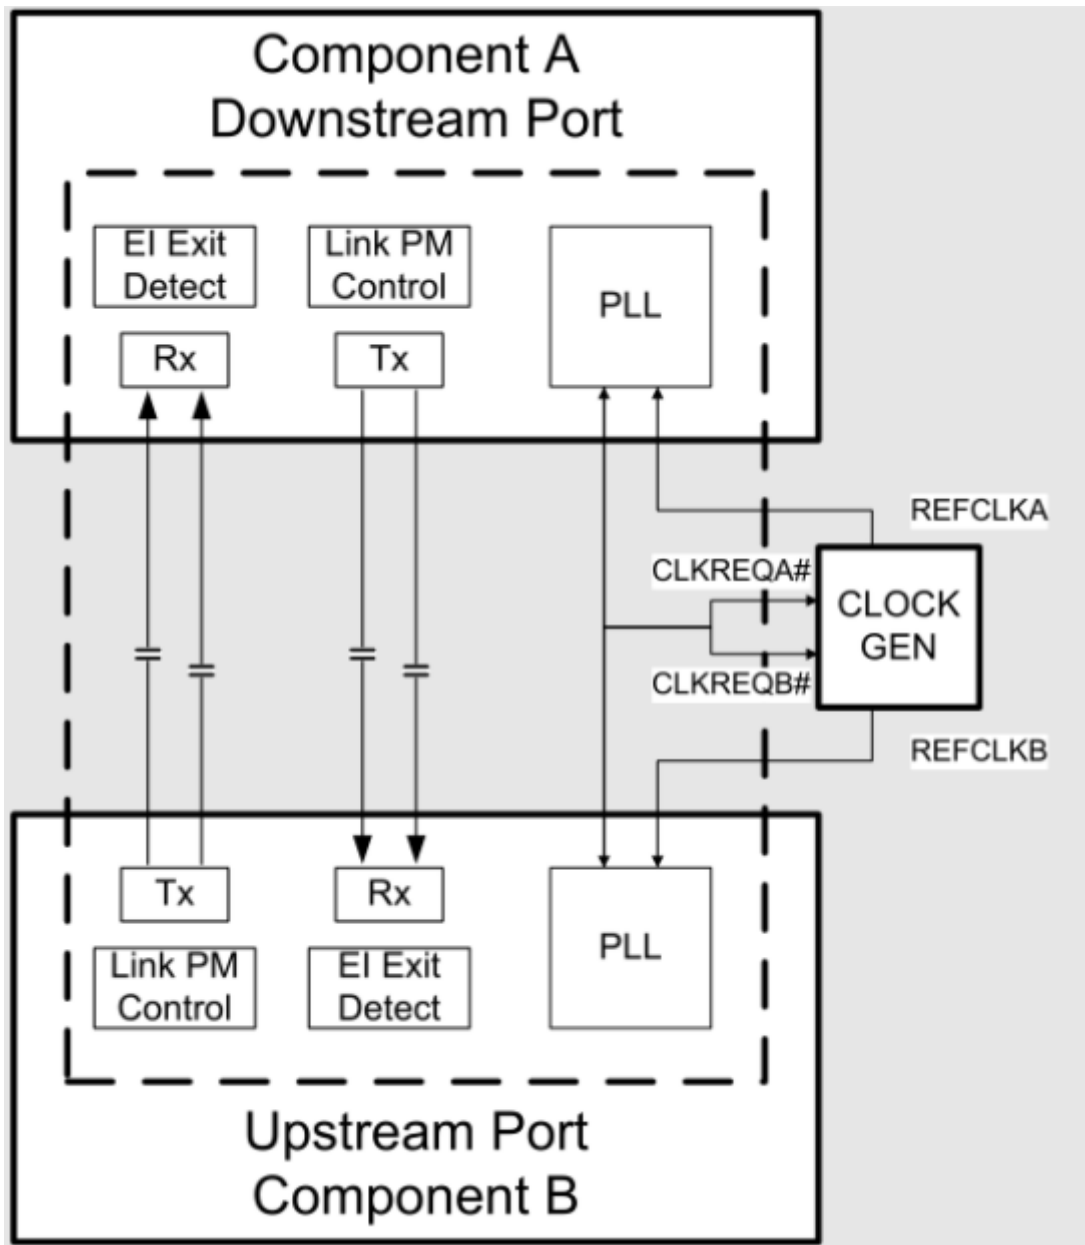 Component A
Downstream Port
EI Exit
Detect
Link PM
Control
PLL
Rx
Tx
REFCLKA
CLKREQA#
CLOCK
GEN
CLKREQB#
REFCLKB
Tx
Rx
PLL
Link PM
Control
EI Exit
Detect
Upstream Port
Component B